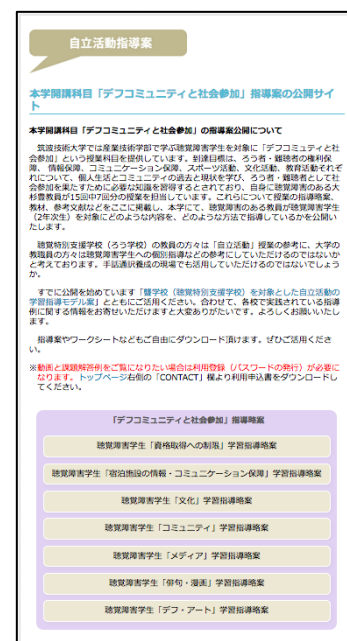 自立活動指導案
本学開講科目「デフコミュニティと社会参加」指導案の公開サイ
ト
本学開講科目「デフコミュニティと社会参加」の指導案公開について
筑波技術大学では産業技術学部で学ぶ聴覚障害学生を対象に「デフコミュニティと社
会参加」という授業科目を提供しています。到達目標は、ろう者・難聴者の権利保
障、情報保障、コミュニケーション保障、スポーツ活動、文化活動、教育活動それぞ
れについて、個人生活とコミュニティの過去と現状を学び、ろう者・難聴者として社
会参加を果たすために必要な知識を習得するとされており、自身に聴覚障害のある大
杉豊教員が15回中7回分の授業を担当しています。これらについて授業の指導略案、
教材、参考文献などをここに掲載し、本学にて、聴覚障害のある教員が聴覚障害学生
（2年次生）を対象にどのような内容を、どのような方法で指導しているかを公開い
たします。
聴覚特別支援学校（ろう学校）の教員の方々は「自立活動」授業の参考に、大学の
教職員の方々は聴覚障害学生への個別指導などの参考にしていただけるのではないか
と考えております。手話通訳養成の現場でも活用していただけるのではないでしょう
か。
すでに公開を始めています「聾学校（聴覚特別支援学校）を対象とした自立活動の
学習指導モデル案」とともにご活用ください。合わせて、各校で実践されている指導
例に関する情報をお寄せいただけますと大変ありがたいです。よろしくお願いいたし
ます。
指導案やワークシートなどもご自由にダウンロード頂けます。ぜひご活用くださ
い。
※動画と課題解答例をご覧になりたい場合は利用登録（パスワードの発行）が必要に
なります。トップページ右側の「CONTACT」欄より利用申込書をダウンロードし
てください。
「デフコミュニティと社会参加」学習指導略案
聴覚障害学生「資格取得への制限」学習指導略案
聴覚障害学生「宿泊施設の情報・コミュニケーション保障」学習指導略案
聴覚障害学生「文化」学習指導略案
聴覚障害学生「コミュニティ」学習指導略案
聴覚障害学生「メディア」学習指導略案
聴覚障害学生「俳句・漫画」学習指導略案
聴覚障害学生「デフ・アート」学習指導略案